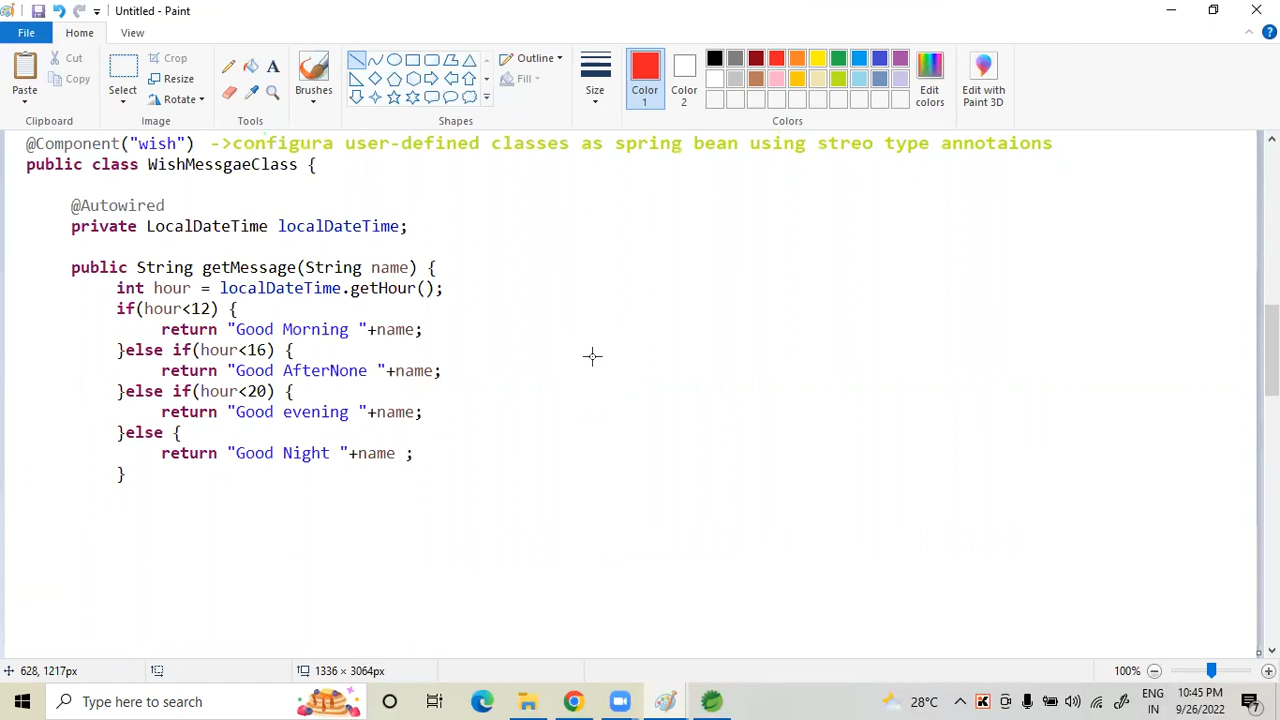 Untitled - Paint
File
Home
View
Paste
Cut
Copy
Clipboard
Select
Crop
Resize
Rotate
Image
A
Tools
Brushes
Outline
Fill
Shapes
Size
Color 1
Color 2
Edit colors
Colors
Edit with Paint 3D
@Component("wish") ->configura user-defined classes as spring bean using streo type annotaions
public class WishMessgaeClass {
@Autowired
private LocalDateTime localDateTime;
public String getMessage(String name) {
int hour = localDateTime.getHour();
if(hour<12) {
return "Good Morning "+name;
}else if(hour<16) {
return "Good AfterNone "+name;
}else if(hour<20) {
return "Good evening "+name;
}else {
return "Good Night "+name ;
}
628, 1217px
1336 × 3064px
100%
Type here to search
28°C
ENG
IN
10:45 PM
9/26/2022
7